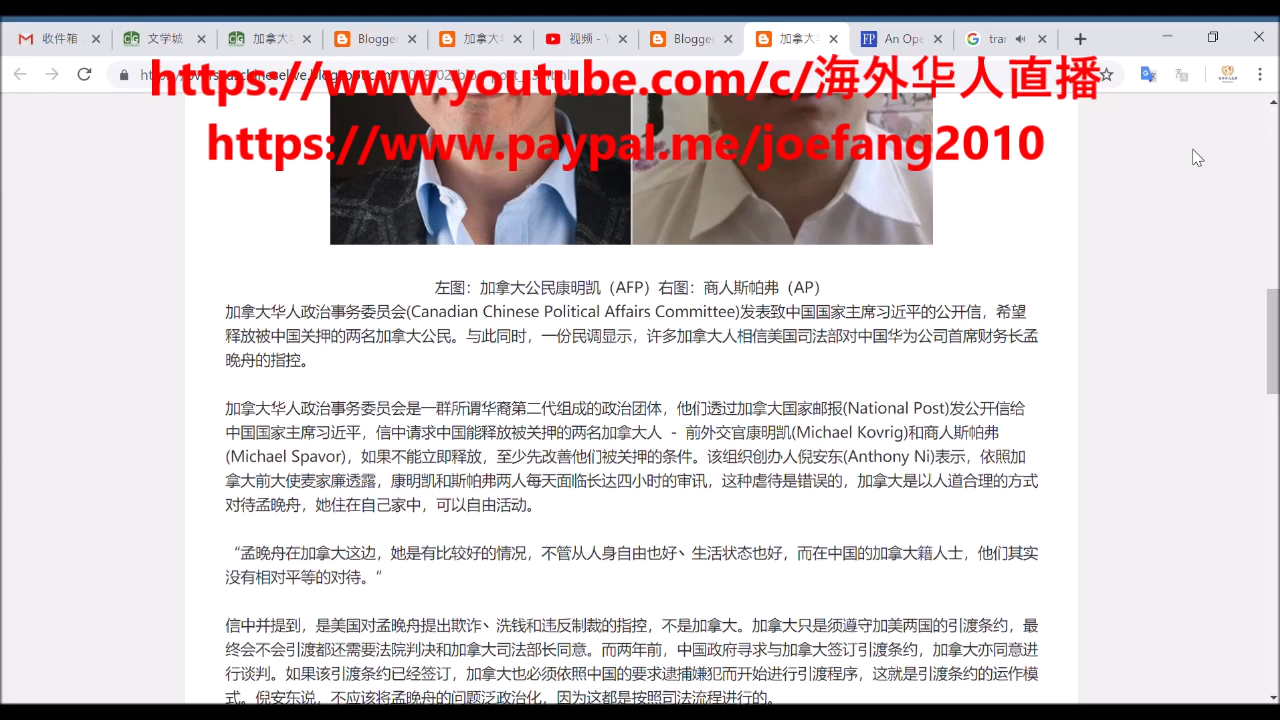 收件箱
文学城
加拿大
Blogger
加拿大
视频 - Y
Blogger
加拿大
An Ope
tran
https://www.youtube.com/c/海外华人直播
https://www.paypal.me/joefang2010
左图：加拿大公民康明凯（AFP）右图：商人斯帕弗（AP）
加拿大华人政治事务委员会(Canadian Chinese Political Affairs Committee)发表致中国国家主席习近平的公开信，希望
释放被中国关押的两名加拿大公民。与此同时，一份民调显示，许多加拿大人相信美国司法部对中国华为公司首席财务长孟
晚舟的指控。
加拿大华人政治事务委员会是一群所谓华裔第二代组成的政治团体，他们透过加拿大国家邮报(National Post)发公开信给
中国国家主席习近平，信中请求中国能释放被关押的两名加拿大人 - 前外交官康明凯(Michael Kovrig)和商人斯帕弗
(Michael Spavor)，如果不能立即释放，至少先改善他们被关押的条件。该组织创办人倪安东(Anthony Ni)表示，依照加
拿大前大使麦家廉透露，康明凯和斯帕弗两人每天面临长达四小时的审讯，这种虐待是错误的，加拿大是以人道合理的方式
对待孟晚舟，她住在自己家中，可以自由活动。
“孟晚舟在加拿大这边，她是有比较好的情况，不管从人身自由也好、生活状态也好，而在中国的加拿大籍人士，他们其实
没有相对平等的对待。“
信中并提到，是美国对孟晚舟提出欺诈、洗钱和违反制裁的指控，不是加拿大。加拿大只是须遵守加美两国的引渡条约，最
终会不会引渡都还需要法院判决和加拿大司法部长同意。而两年前，中国政府寻求与加拿大签订引渡条约，加拿大亦同意进
行谈判。如果该引渡条约已经签订，加拿大也必须依照中国的要求逮捕嫌犯而开始进行引渡程序，这就是引渡条约的运作模
式。倪安东说，不应该将孟晚舟的问题泛政治化，因为这都是按照司法流程进行的。